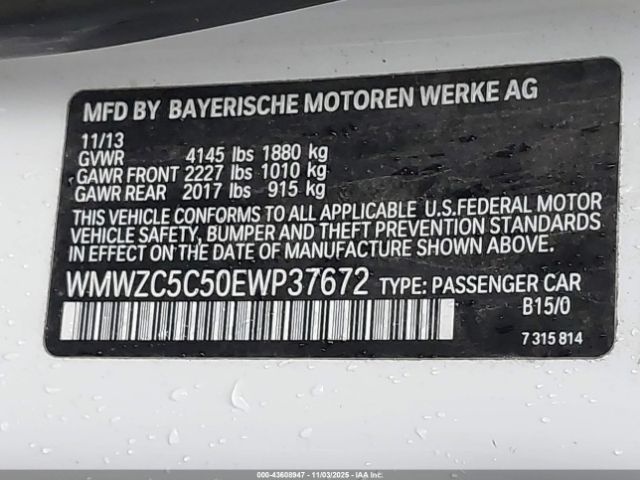 MFD BY BAYERISCHE MOTOREN WERKE AG
11/13
GVWR 4145 lbs 1880 kg
GAWR FRONT 2227 lbs 1010 kg
GAWR REAR 2017 lbs 915 kg
THIS VEHICLE CONFORMS TO ALL APPLICABLE U.S.FEDERAL MOTOR
VEHICLE SAFETY, BUMPER AND THEFT PREVENTION STANDARDS
IN EFFECT ON THE DATE OF MANUFACTURE SHOWN ABOVE.
WMWZC5C50EWP37672 TYPE: PASSENGER CAR
B15/0
7 315 814
000-43608947 - 11/03/2025 - © IAA Inc.